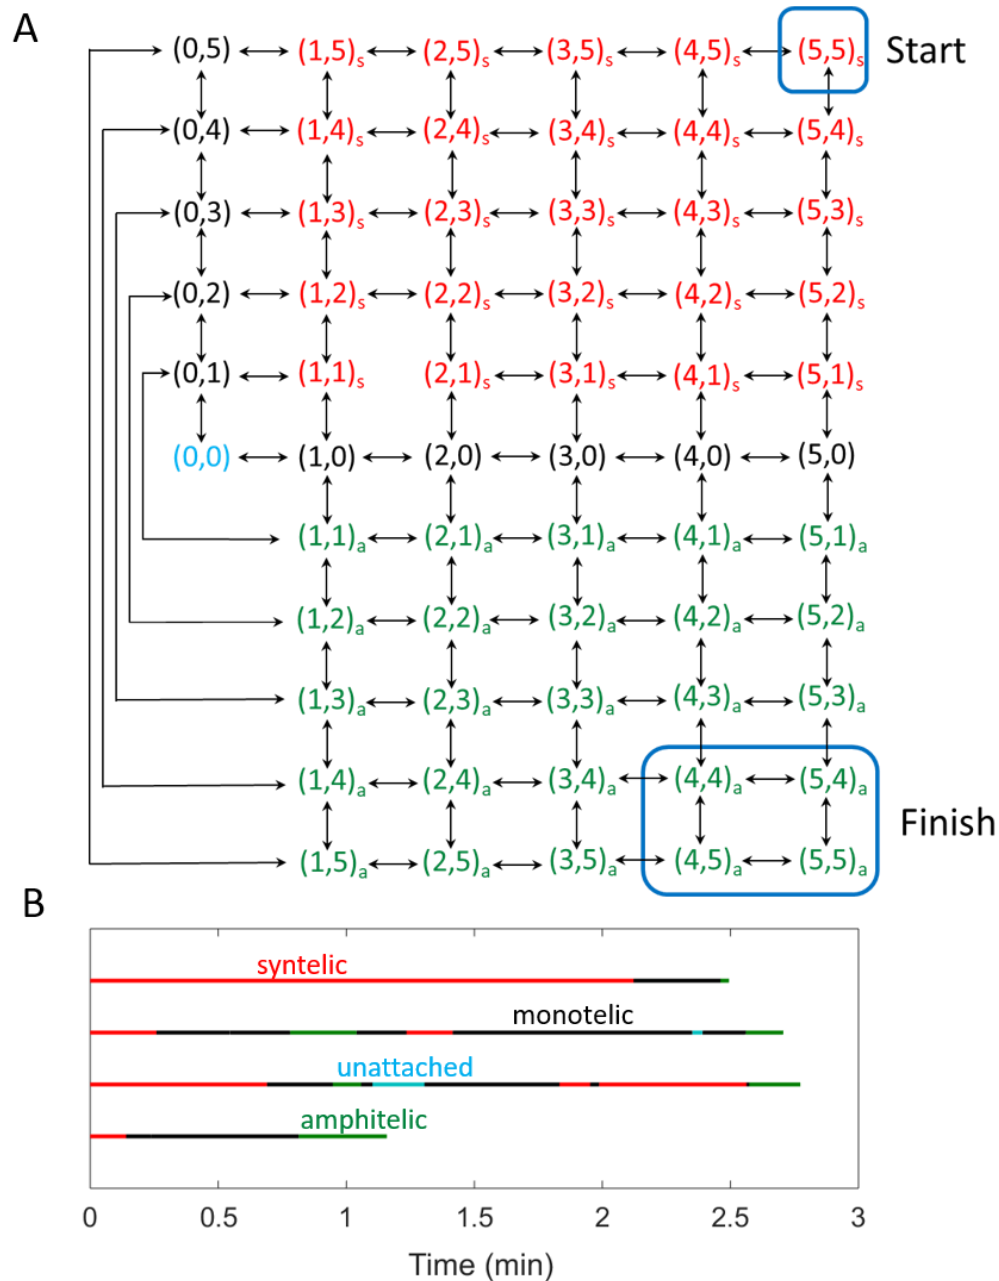 A
(0,5) (1,5)s (2,5)s (3,5)s (4,5)s (5,5)s Start
(0,4) (1,4)s (2,4)s (3,4)s (4,4)s (5,4)s
(0,3) (1,3)s (2,3)s (3,3)s (4,3)s (5,3)s
(0,2) (1,2)s (2,2)s (3,2)s (4,2)s (5,2)s
(0,1) (1,1)s (2,1)s (3,1)s (4,1)s (5,1)s
(0,0) (1,0) (2,0) (3,0) (4,0) (5,0)
(1,1)a (2,1)a (3,1)a (4,1)a (5,1)a
(1,2)a (2,2)a (3,2)a (4,2)a (5,2)a
(1,3)a (2,3)a (3,3)a (4,3)a (5,3)a
(1,4)a (2,4)a (3,4)a (4,4)a (5,4)a
Finish
(1,5)a (2,5)a (3,5)a (4,5)a (5,5)a
B
syntelic
monotelic
unattached
amphitelic
0 0.5 1 1.5 2 2.5 3
Time (min)